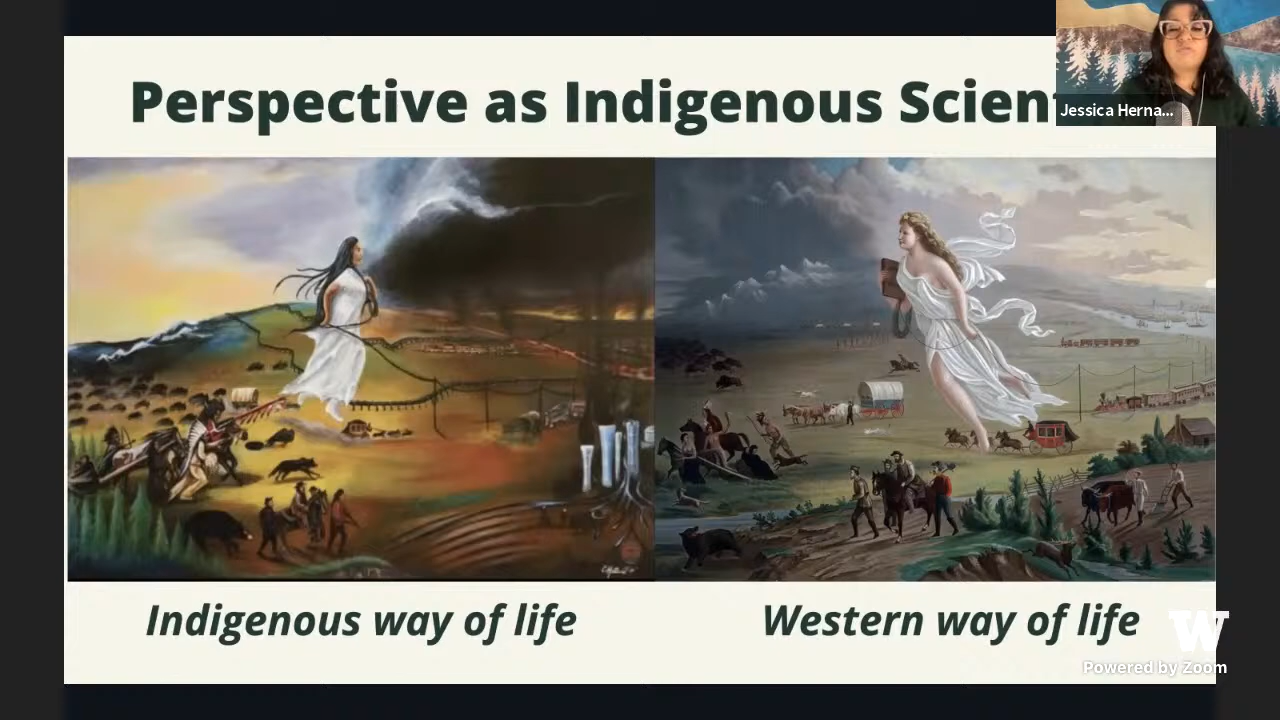 Perspective as Indigenous Scien
Jessica Herna...
Indigenous way of life
Western way of life
W
Powered by Zoom